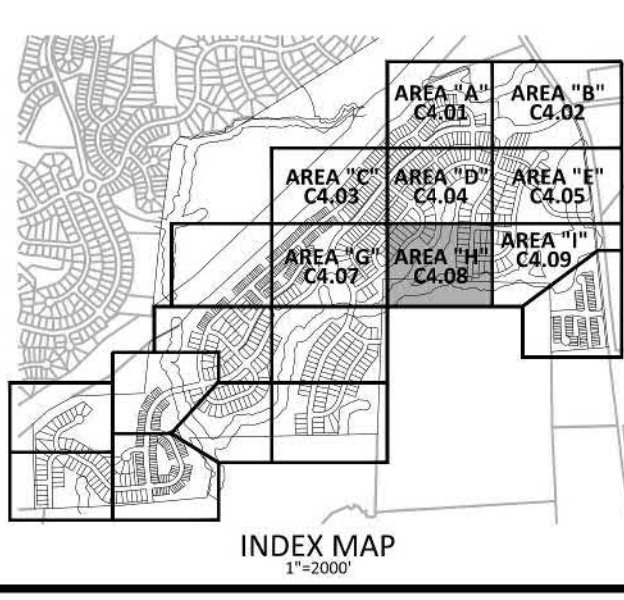 AREA "A"
C4.01
AREA "B"
C4.02
AREA "C"
C4.03
AREA "D"
C4.04
AREA "E"
C4.05
AREA "G"
C4.07
AREA "H"
C4.08
AREA "I"
C4.09
INDEX MAP
1"=2000'